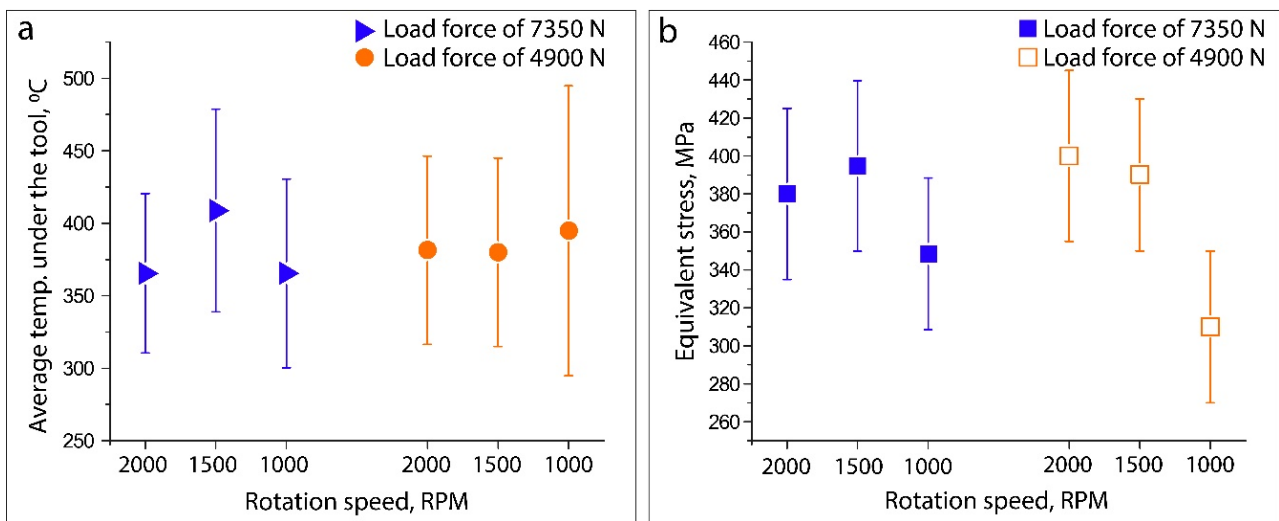 a
Load force of 7350 N
Load force of 4900 N
Average temp. under the tool, ºC
500
450
400
350
300
250
2000 1500 1000 2000 1500 1000
Rotation speed, RPM
b
Load force of 7350 N
Load force of 4900 N
Equivalent stress, MPa
460
440
420
400
380
360
340
320
300
280
260
2000 1500 1000 2000 1500 1000
Rotation speed, RPM